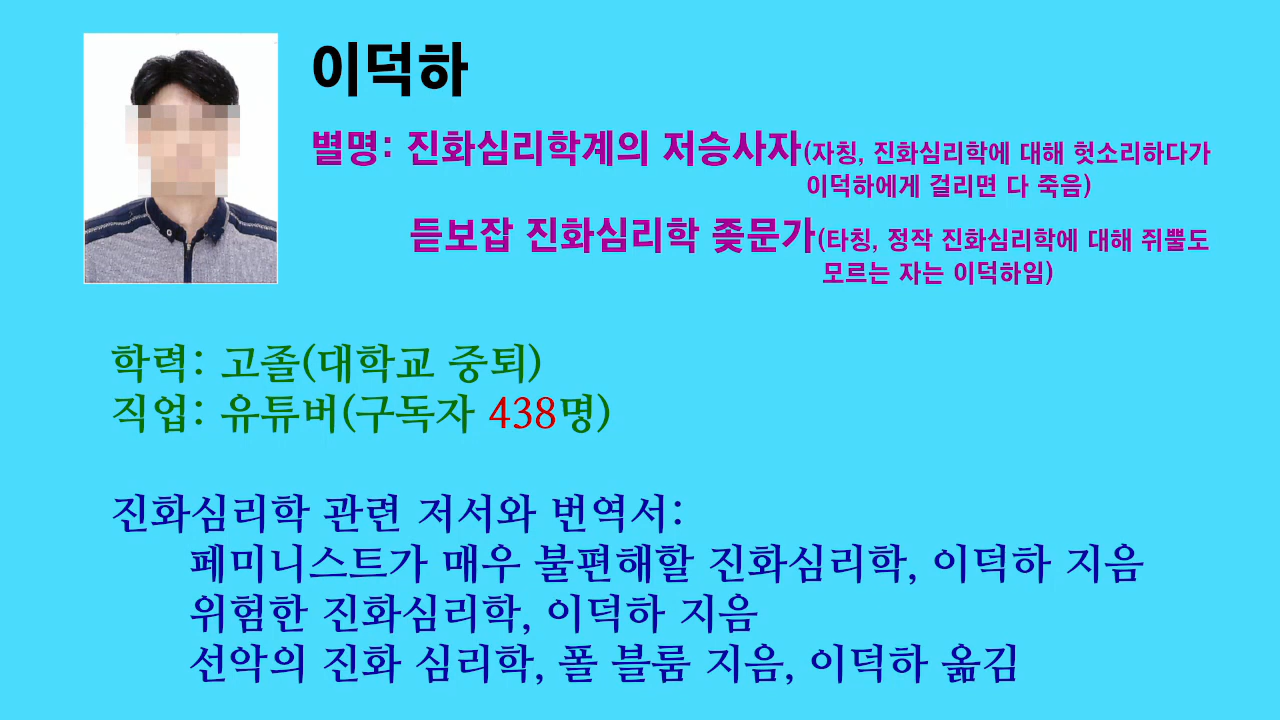 이덕하
별명: 진화심리학계의 저승사자(자칭, 진화심리학에 대해 헛소리하다가
이덕하에게 걸리면 다 죽음)
듣보잡 진화심리학 좆문가(타칭, 정작 진화심리학에 대해 쥐뿔도
모르는 자는 이덕하임)
학력: 고졸(대학교 중퇴)
직업: 유튜버(구독자 438명)
진화심리학 관련 저서와 번역서:
페미니스트가 매우 불편해할 진화심리학, 이덕하 지음
위험한 진화심리학, 이덕하 지음
선악의 진화 심리학, 폴 블룸 지음, 이덕하 옮김